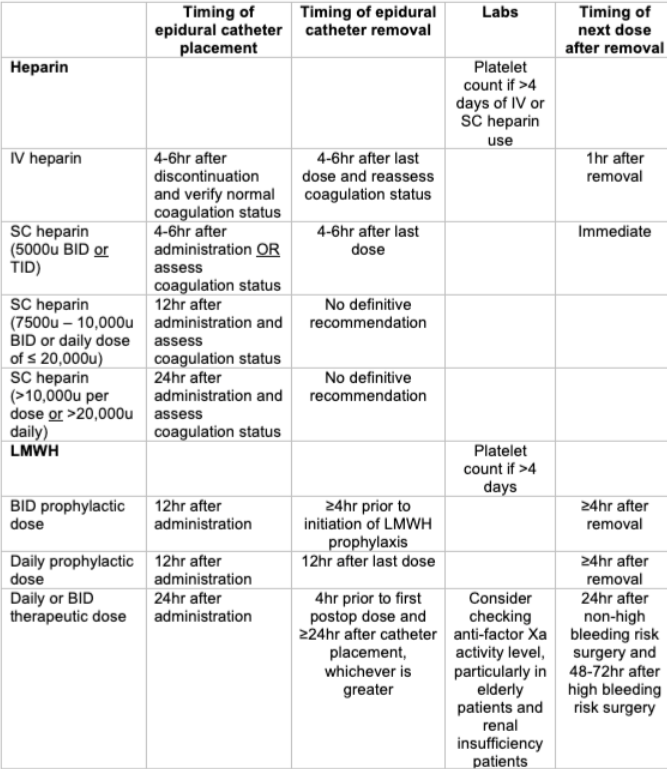 Timing of epidural catheter placement
Timing of epidural catheter removal
Labs
Timing of next dose after removal
Heparin
Platelet
count if >4
days of IV or
SC heparin
use
IV heparin
4-6hr after
discontinuation
and verify normal
coagulation status
4-6hr after last
dose and reassess
coagulation status
1hr after
removal
SC heparin
(5000u BID or
TID)
4-6hr after
administration OR
assess
coagulation status
4-6hr after last
dose
Immediate
SC heparin
(7500u – 10,000u
BID or daily dose
of ≤ 20,000u)
12hr after
administration and
assess
coagulation status
No definitive
recommendation
SC heparin
(>10,000u per
dose or >20,000u
daily)
24hr after
administration and
assess
coagulation status
No definitive
recommendation
LMWH
Platelet
count if >4
days
BID prophylactic
dose
12hr after
administration
≥4hr prior to
initiation of LMWH
prophylaxis
≥4hr after
removal
Daily prophylactic
dose
12hr after
administration
12hr after last dose
≥4hr after
removal
Daily or BID
therapeutic dose
24hr after
administration
4hr prior to first
postop dose and
≥24hr after catheter
placement,
whichever is
greater
Consider
checking
anti-factor Xa
activity level,
particularly in
elderly
patients and
renal
insufficiency
patients
24hr after
non-high
bleeding risk
surgery and
48-72hr after
high bleeding
risk surgery